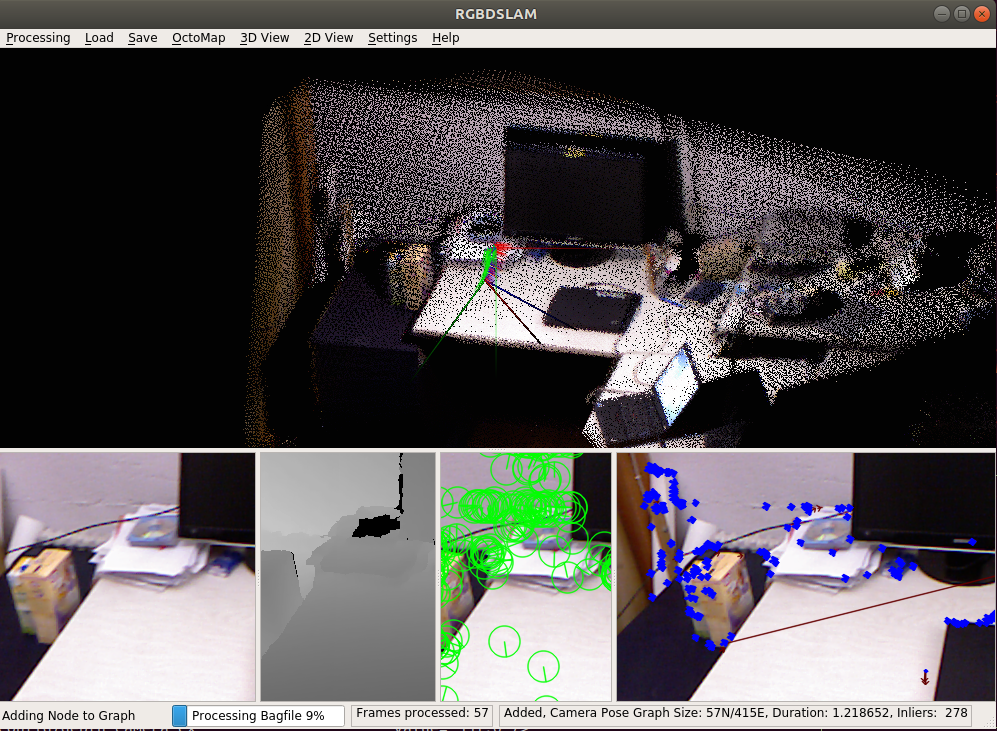 RGBDSLAM
Processing Load Save OctoMap 3D View 2D View Settings Help
Adding Node to Graph Processing Bagfile 9% Frames processed: 57 Added, Camera Pose Graph Size: 57N/415E, Duration: 1.218652, Inliers: 278